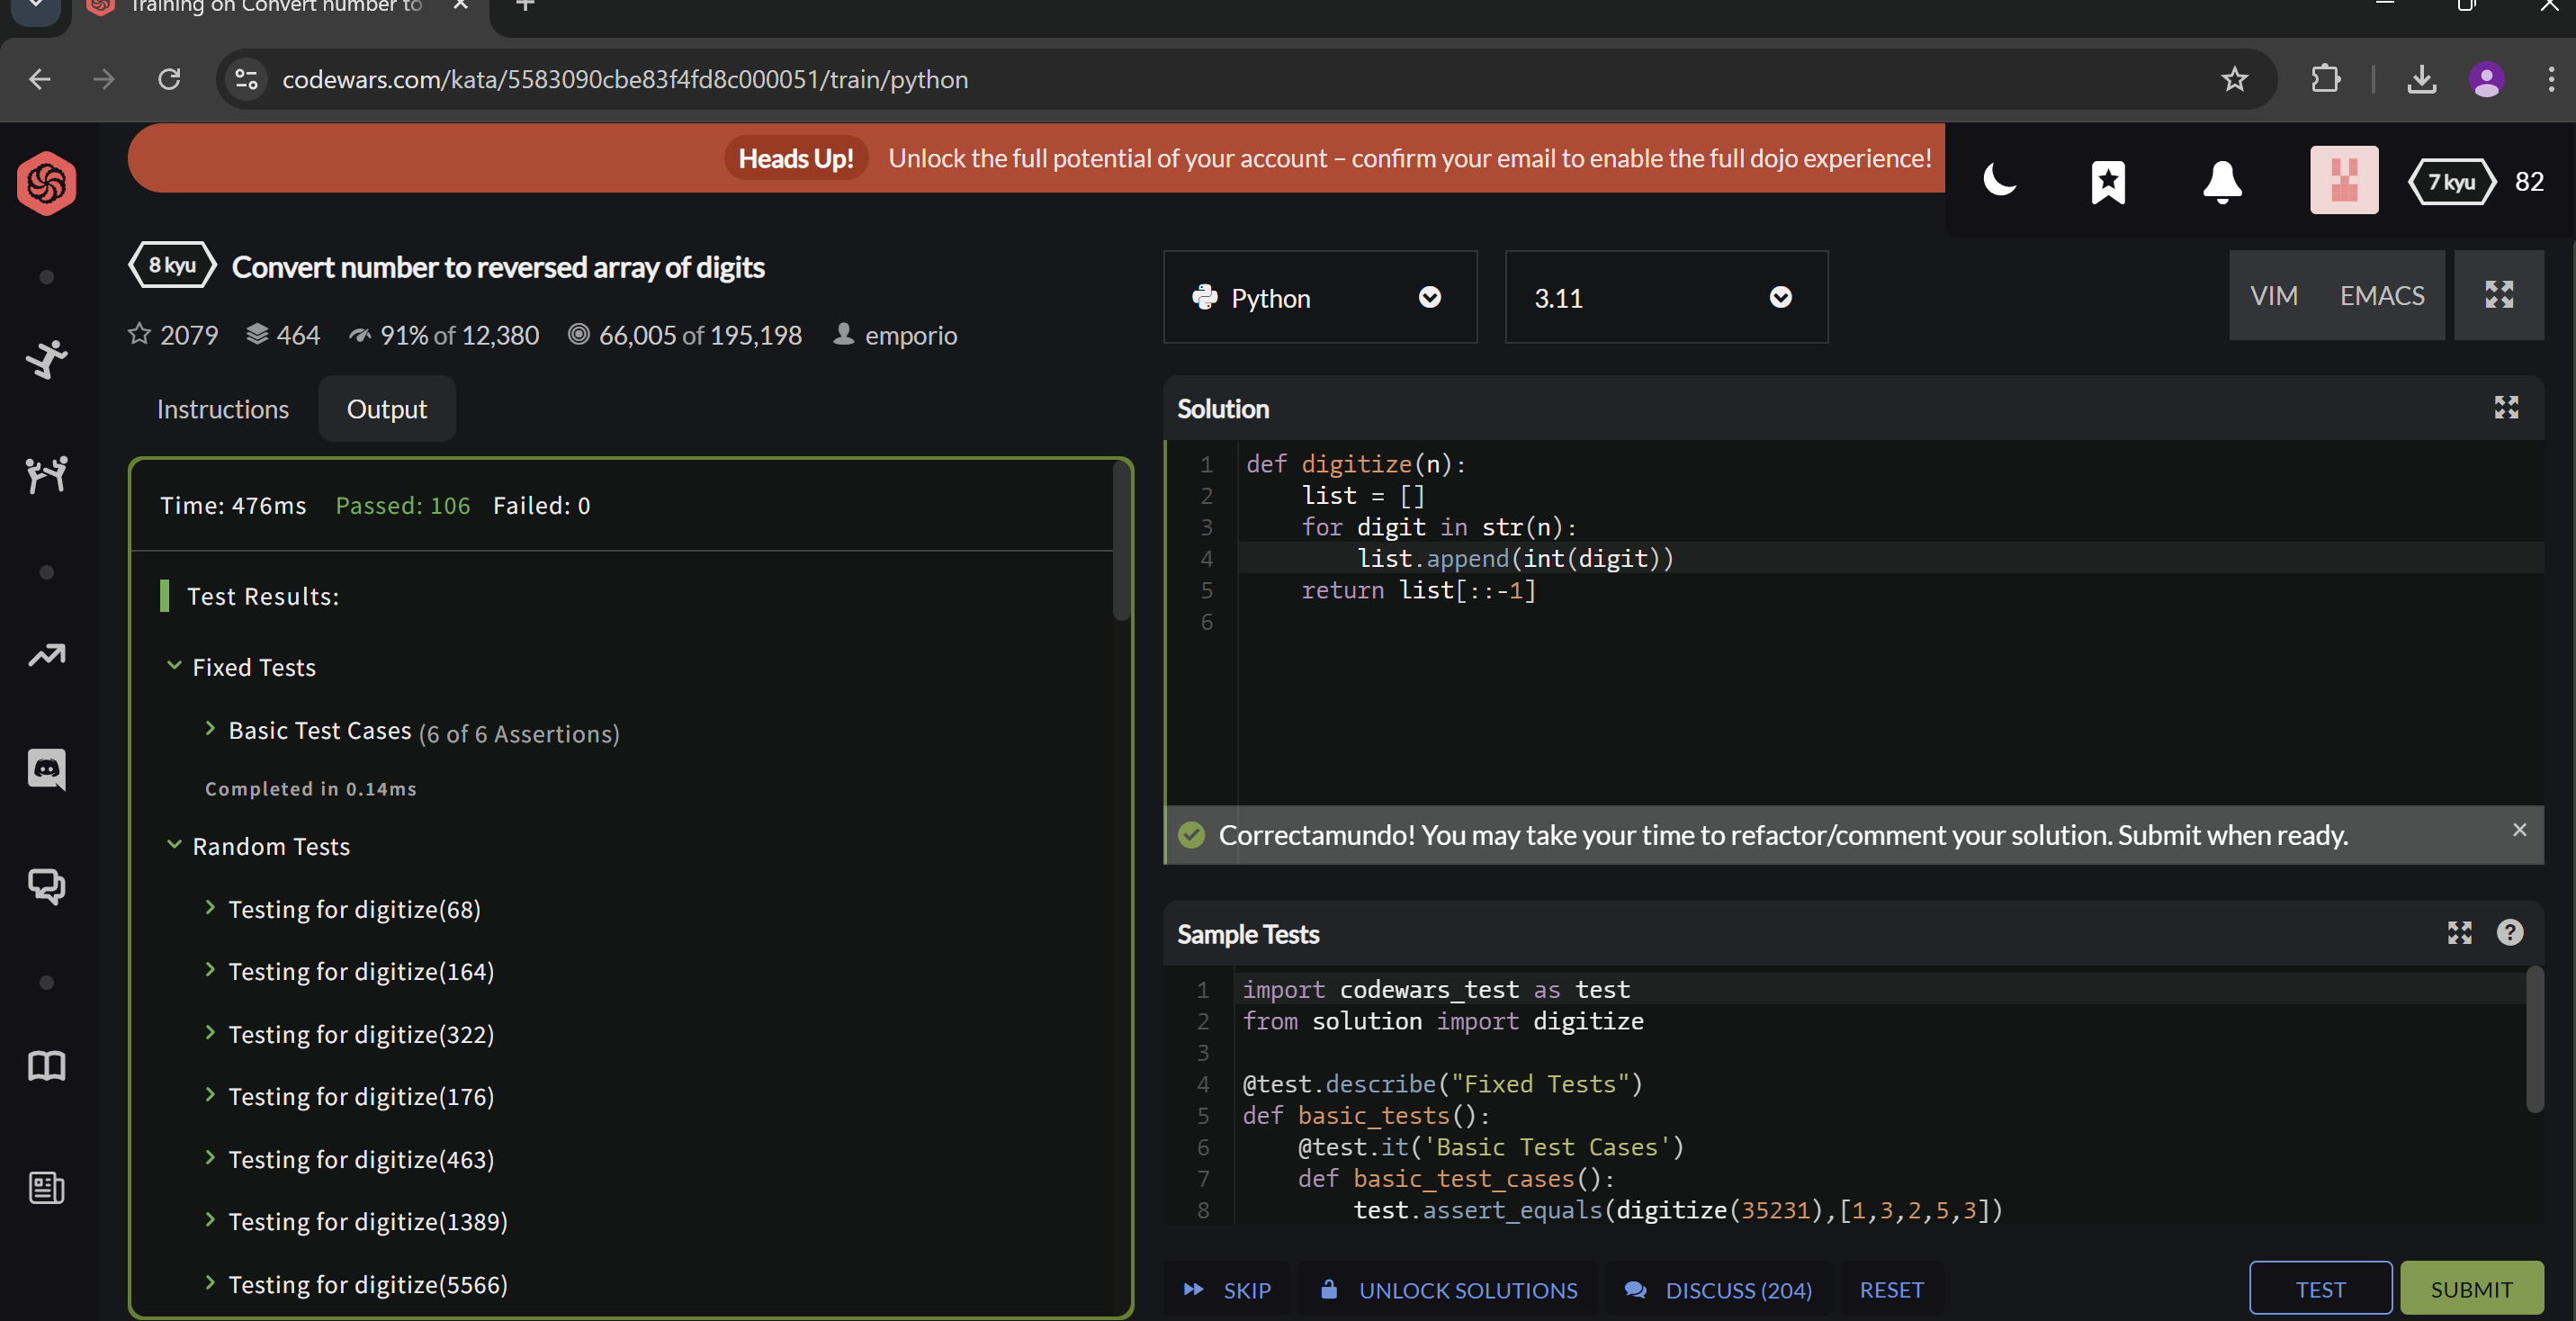 Training on Convert number to
codewars.com/kata/5583090cbe83f4fd8c000051/train/python
Heads Up! Unlock the full potential of your account – confirm your email to enable the full dojo experience!
7 kyu 82
8 kyu Convert number to reversed array of digits
2079 464 91% of 12,380 66,005 of 195,198 emporio
Instructions Output
Time: 476ms Passed: 106 Failed: 0
Test Results:
Fixed Tests
Basic Test Cases (6 of 6 Assertions)
Completed in 0.14ms
Random Tests
Testing for digitize(68)
Testing for digitize(164)
Testing for digitize(322)
Testing for digitize(176)
Testing for digitize(463)
Testing for digitize(1389)
Testing for digitize(5566)
Python 3.11 VIM EMACS
Solution
1 def digitize(n):
2     list = []
3     for digit in str(n):
4         list.append(int(digit))
5     return list[::-1]
6
Correctamundo! You may take your time to refactor/comment your solution. Submit when ready.
Sample Tests
1 import codewars_test as test
2 from solution import digitize
3
4 @test.describe("Fixed Tests")
5 def basic_tests():
6     @test.it('Basic Test Cases')
7     def basic_test_cases():
8         test.assert_equals(digitize(35231),[1,3,2,5,3])
SKIP UNLOCK SOLUTIONS DISCUSS (204) RESET TEST SUBMIT